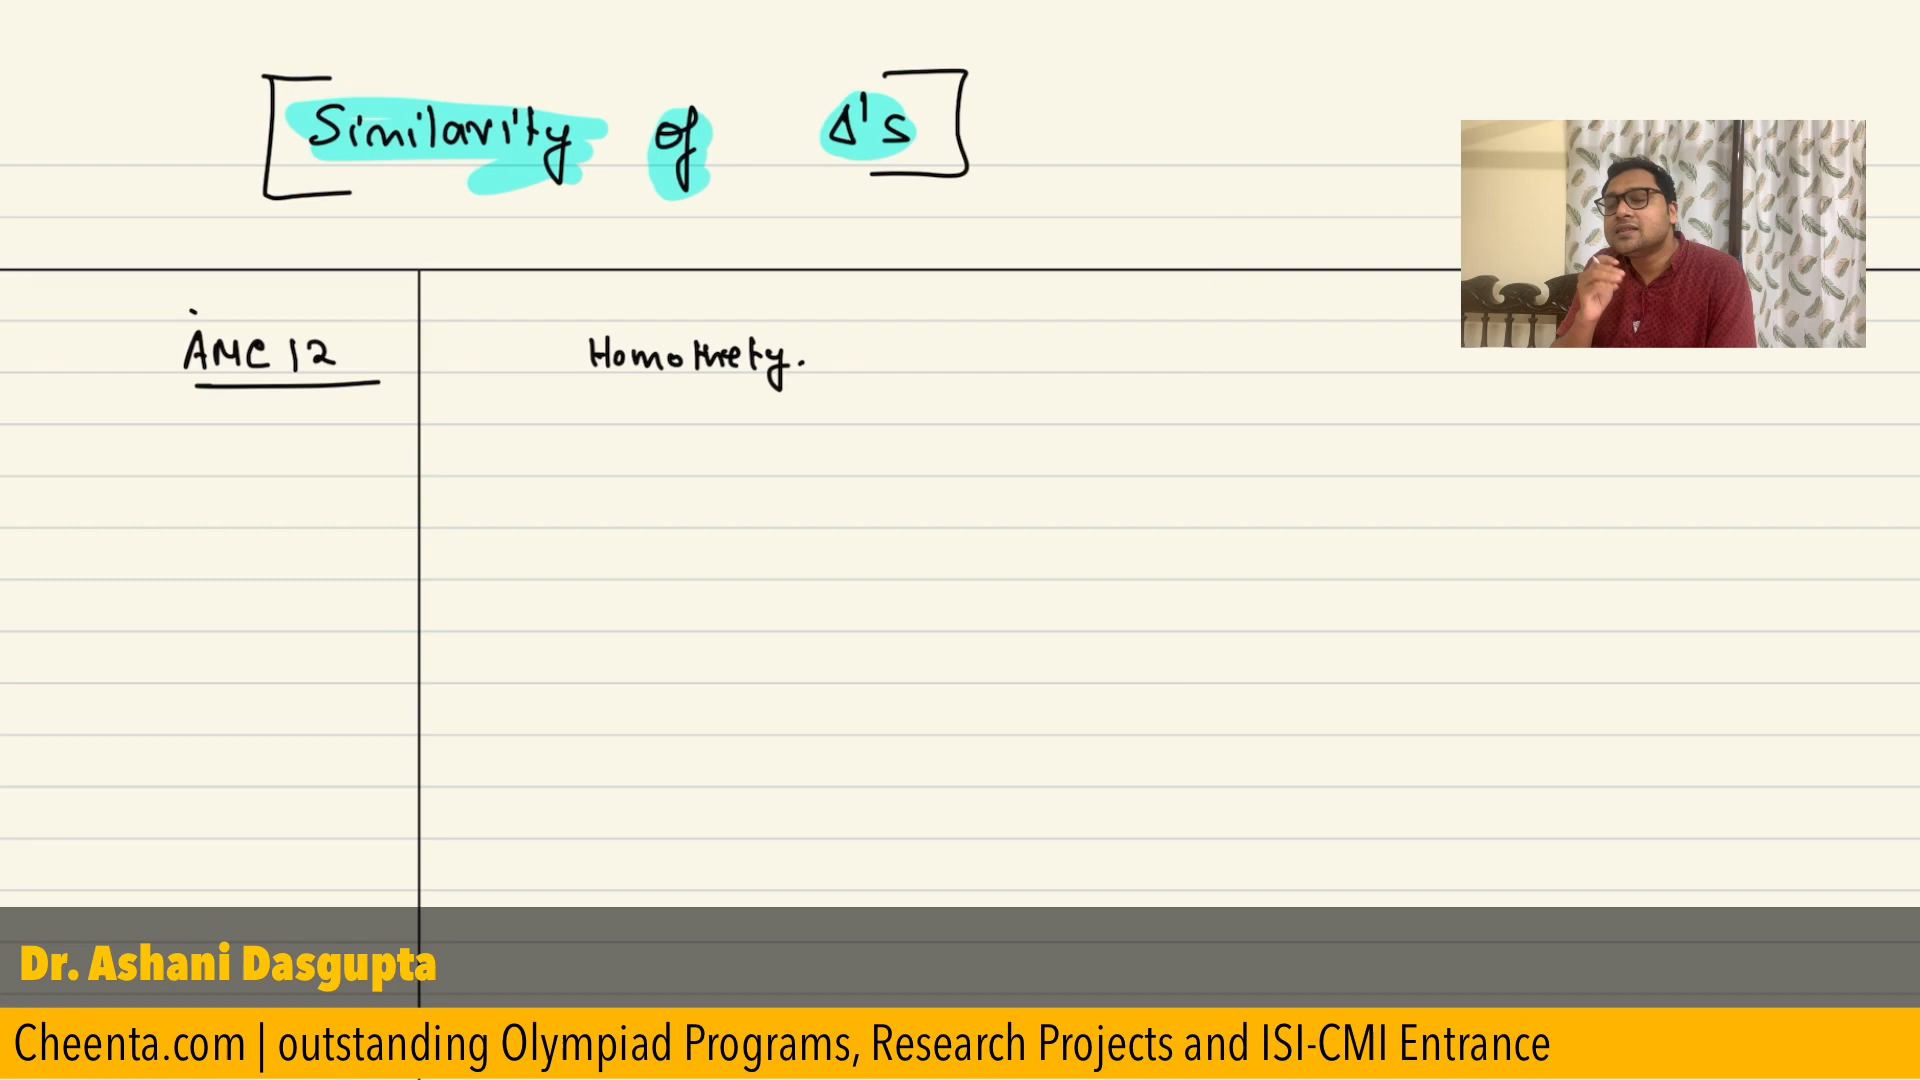 Similarity of Δ's
AMC 12
Homothety.
Dr. Ashani Dasgupta
Cheenta.com | outstanding Olympiad Programs, Research Projects and ISI-CMI Entrance